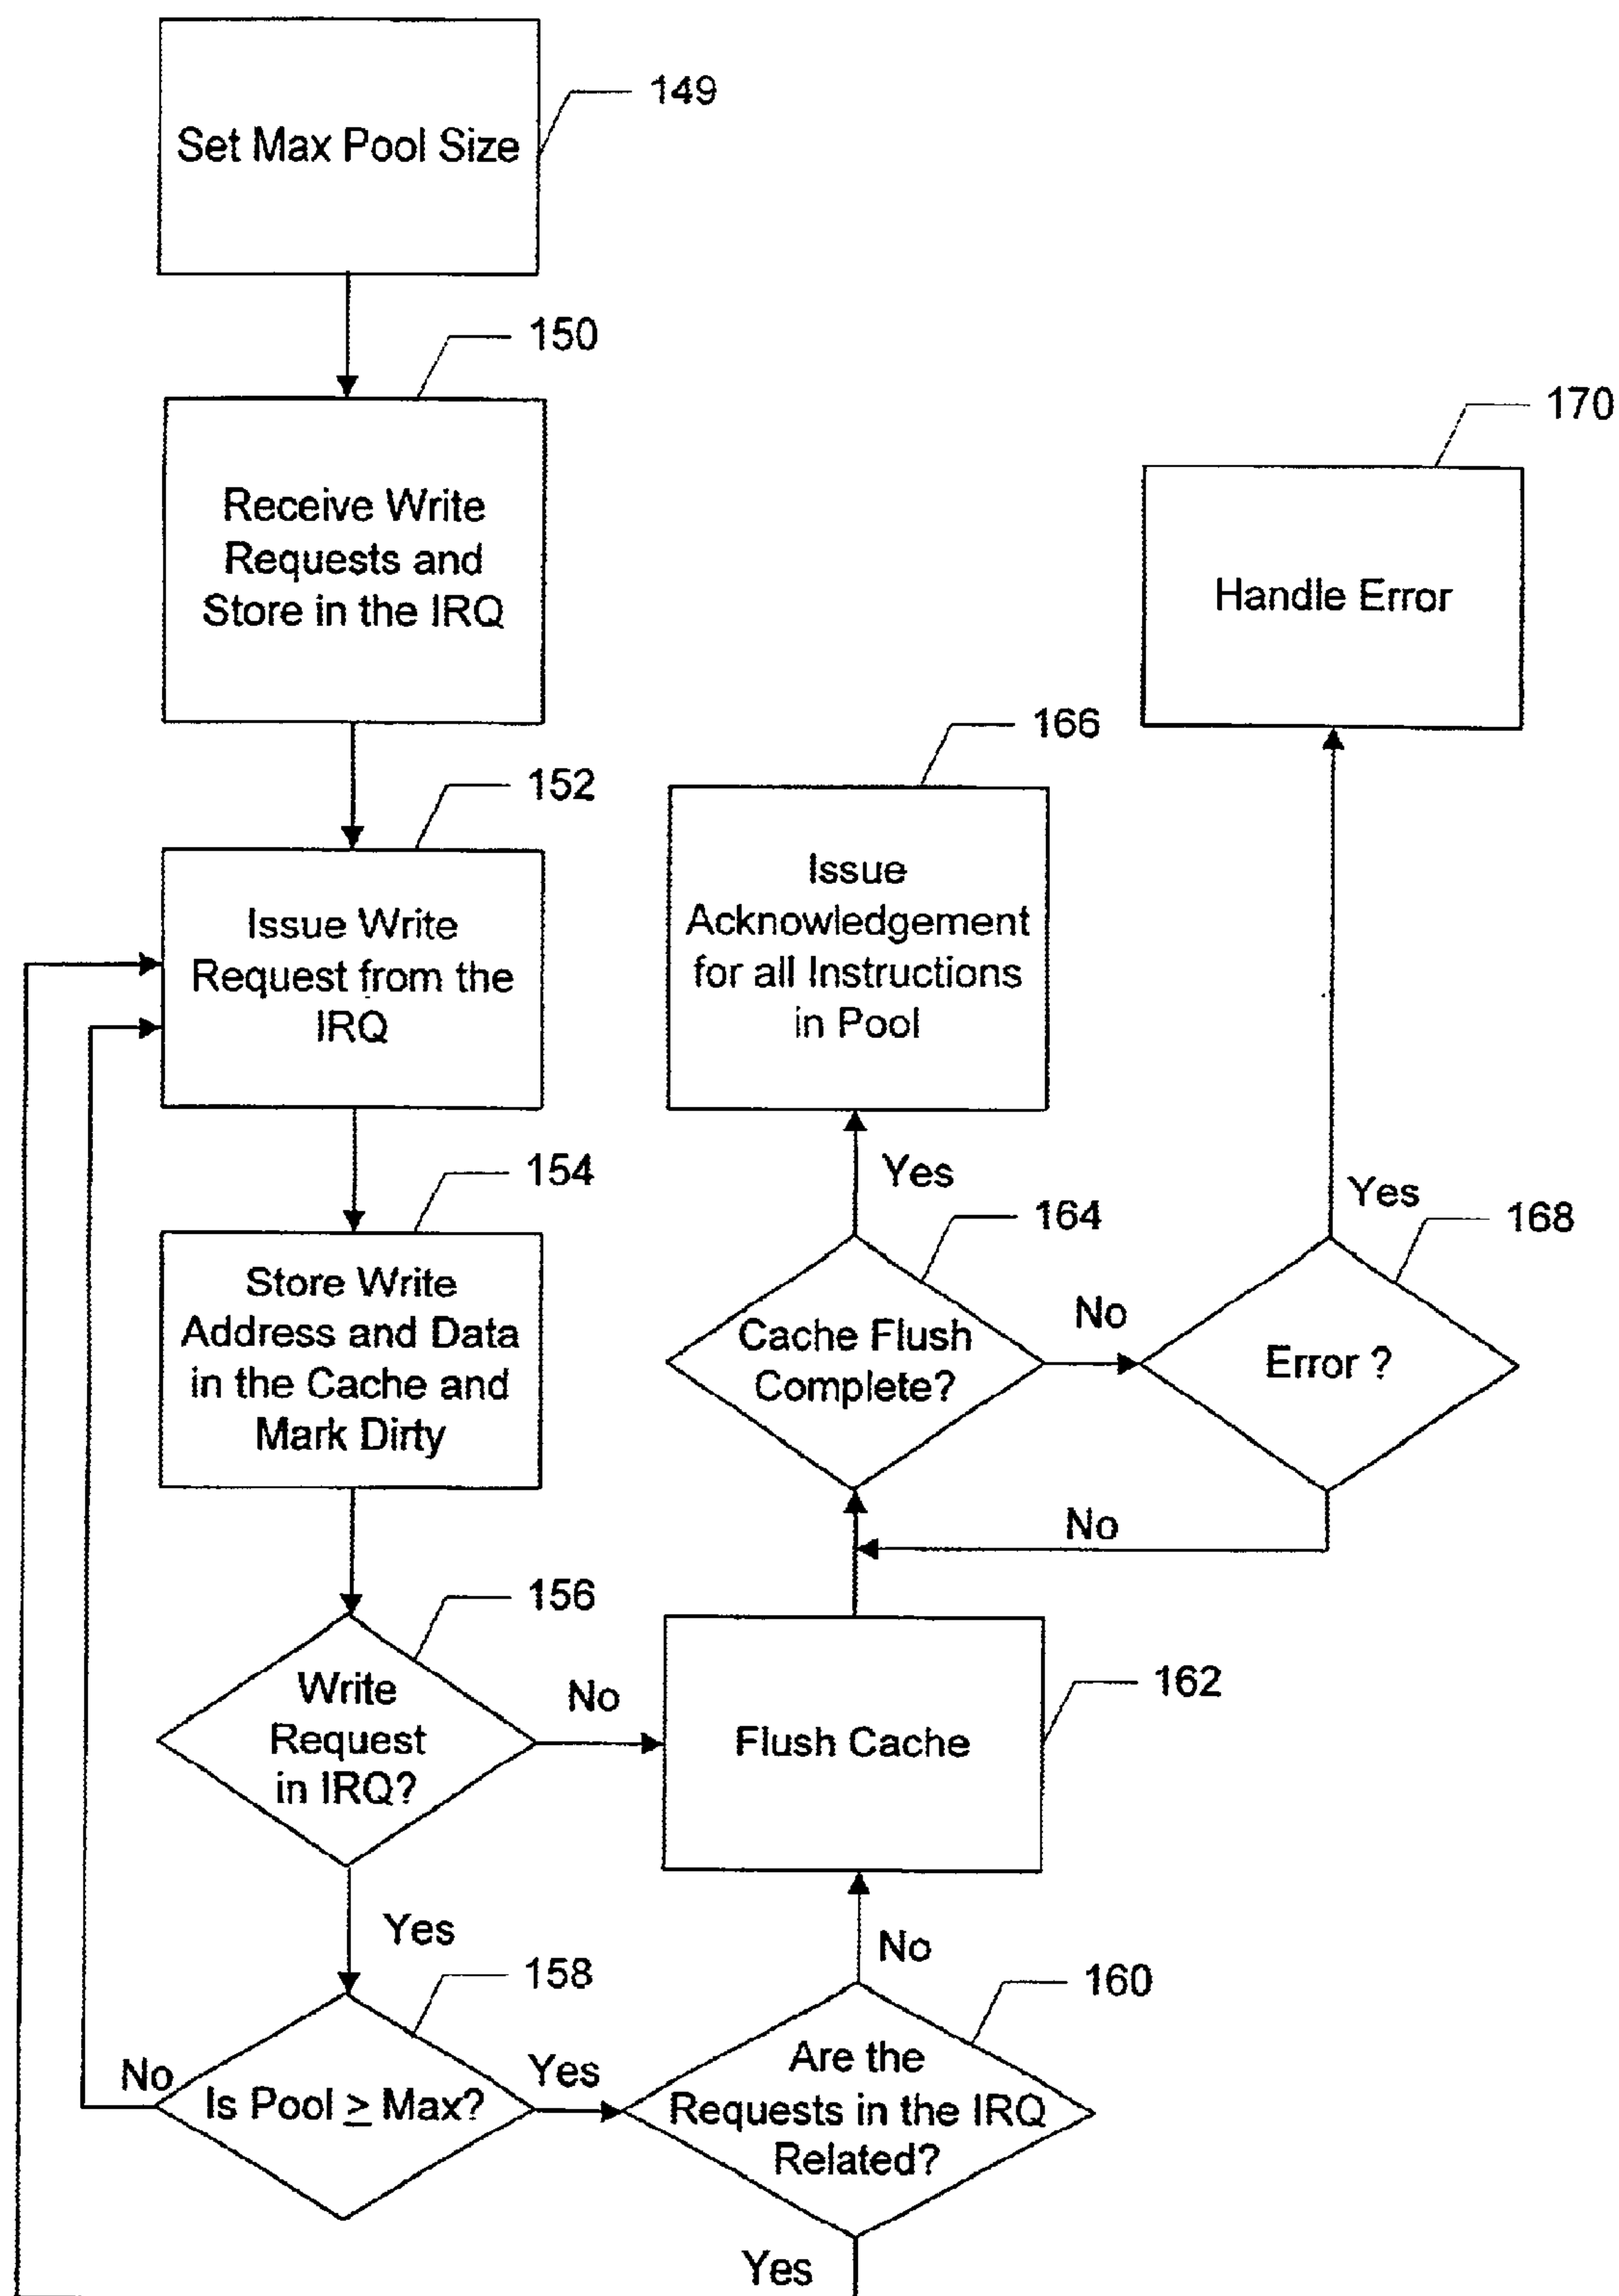 Set Max Pool Size
149
150
Receive Write
Requests and
Store in the IRQ
170
Handle Error
152
Issue Write
Request from the
IRQ
166
Issue
Acknowledgement
for all Instructions
in Pool
154
Store Write
Address and Data
in the Cache and
Mark Dirty
Yes
164
Cache Flush
Complete?
No
Yes
168
Error ?
No
156
Write
Request
in IRQ?
No
162
Flush Cache
Yes
158
Is Pool ≥ Max?
No
Yes
No
160
Are the
Requests in the IRQ
Related?
Yes